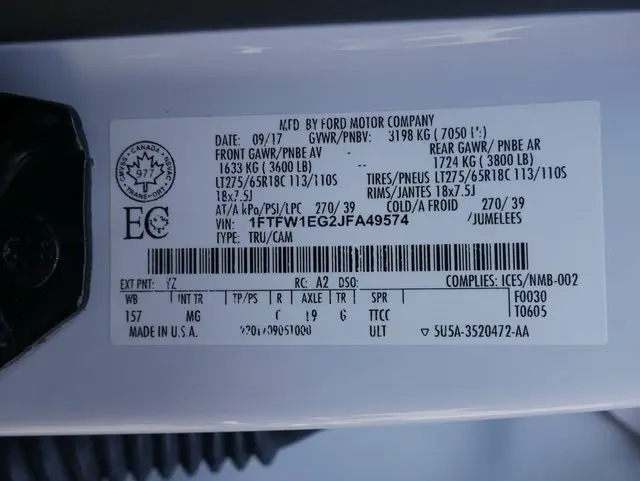 MFD. BY FORD MOTOR COMPANY
DATE: 09/17 GVWR/PNBV: 3198 KG ( 7050
FRONT GAWR/PNBE AV -- REAR GAWR/ PNBE AR
1633 KG ( 3600 LB) 1724 KG ( 3800 LB)
LT275/65R18C 113/110S TIRES/PNEUS LT275/65R18C 113/110S
18x7.5J RIMS/JANTES 18x7.5J
AT/A kPa/PSI/LPC 270/ 39 COLD/A FROID 270/ 39
VIN: 1FTFW1EG2JFA49574 /JUMELEES
TYPE: TRU/CAM
CANADA
977
TRANSPORT
EC
EXT PNT: YZ RC: A2 DSO: COMPLIES: ICES/NMB-002
WB INT TR TP/PS R AXLE TR SPR F0030
157 MG 19 G TTCC T0605
MADE IN U.S.A. ULT ▽ 5U5A-3520472-AA